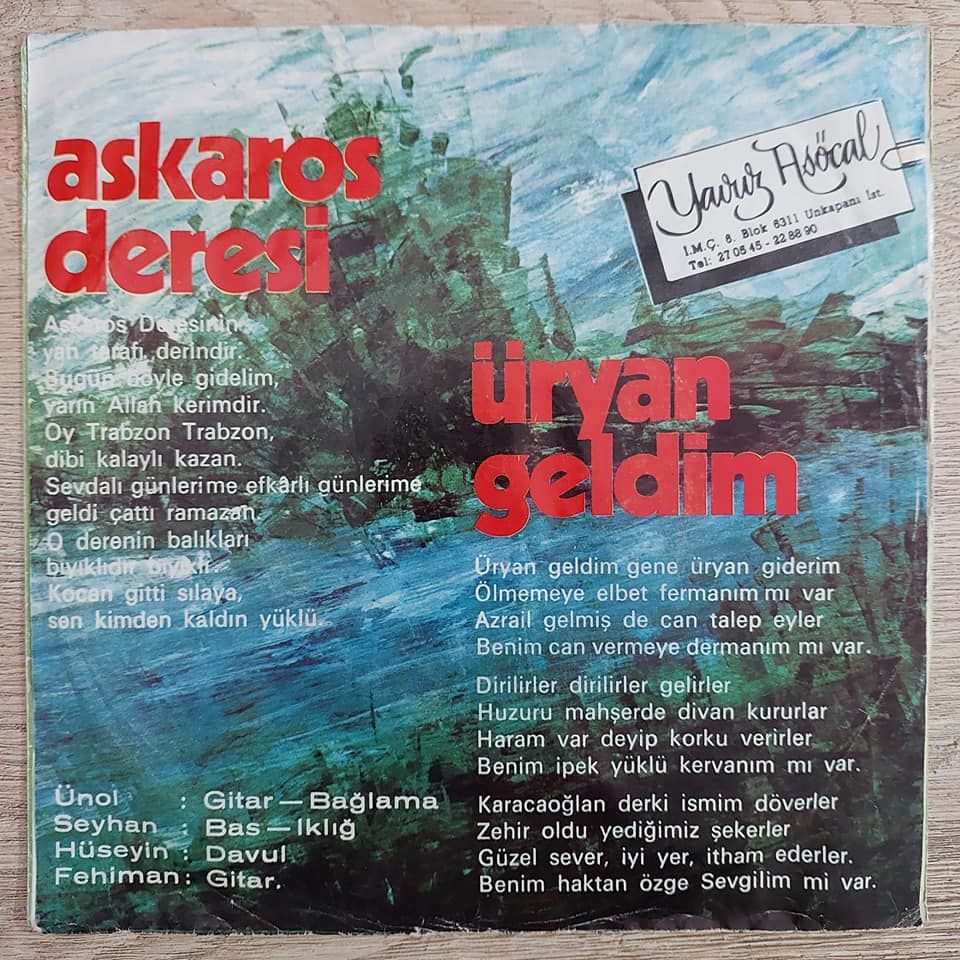 askaros
deresi
Askaros Deresinin
yan tarafı derindir.
Bugün böyle gidelim,
yarın Allah kerimdir.
Oy Trabzon Trabzon,
dibi kalaylı kazan.
Sevdalı günlerime efkârlı günlerime
geldi çattı ramazan.
O derenin balıkları
bıyıklıdır bıyıklı.
Kocan gitti sılaya,
sen kimden kaldın yüklü.
Ünol : Gitar — Bağlama
Seyhan : Bas — Iklığ
Hüseyin : Davul
Fehiman : Gitar.
Yavuz Asöcal
I.M.Ç. 6. Blok 6311 Unkapanı İst.
Tel: 27 05 45 - 22 88 90
üryan
geldim
Üryan geldim gene üryan giderim
Ölmemeye elbet fermanım mı var
Azrail gelmiş de can talep eyler
Benim can vermeye dermanım mı var.
Dirilirler dirilirler gelirler
Huzuru mahşerde divan kururlar
Haram var deyip korku verirler
Benim ipek yüklü kervanım mı var.
Karacaoğlan derki ismim döverler
Zehir oldu yediğimiz şekerler
Güzel sever, iyi yer, itham ederler.
Benim haktan özge Sevgilim mi var.